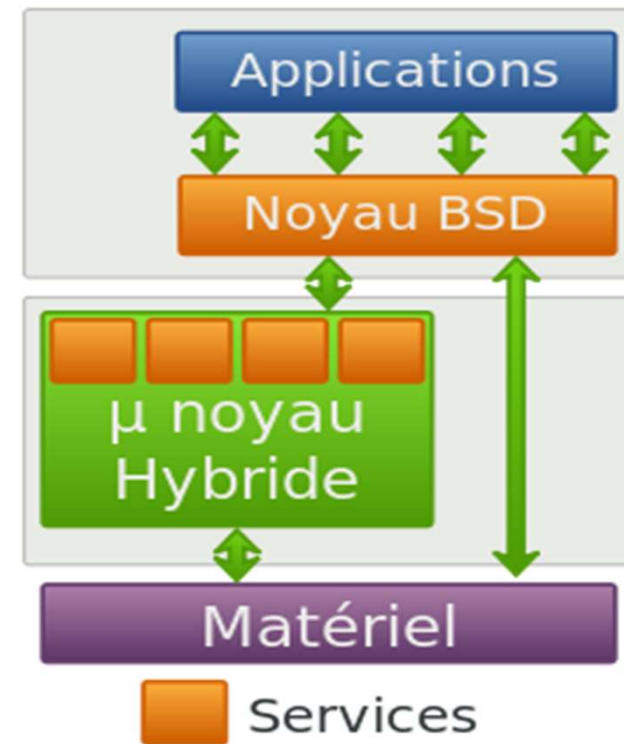 Applications
Noyau BSD
μ noyau
Hybride
Matériel
Services